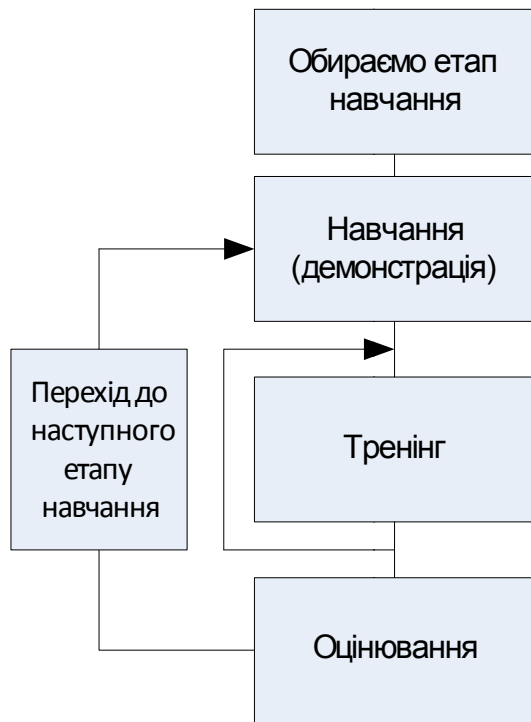 Обираємо етап
навчання
Навчання
(демонстрація)
Перехід до
наступного
етапу
навчання
Тренінг
Оцінювання